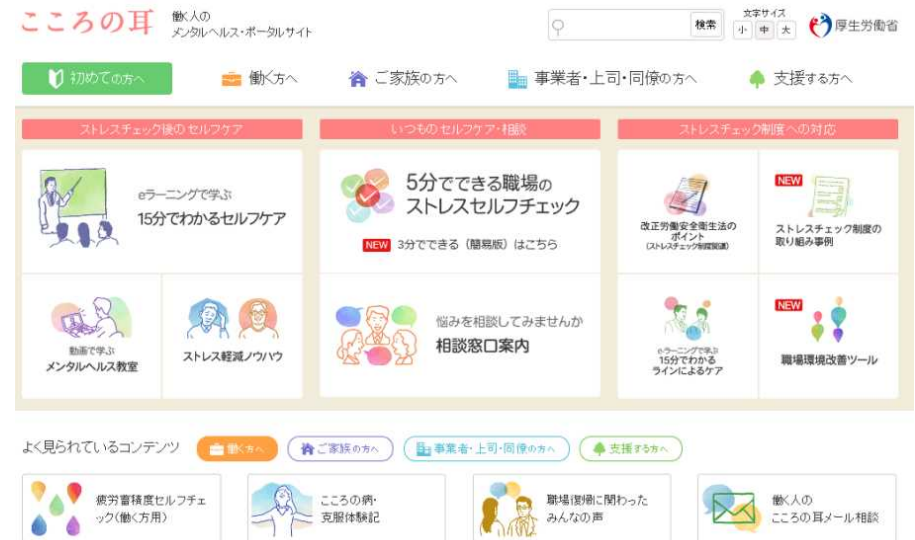 こころの耳
働く人の
メンタルヘルス・ポータルサイト
検索
文字サイズ
小 中 大
厚生労働省
初めての方へ
働く方へ
ご家族の方へ
事業者・上司・同僚の方へ
支援する方へ
ストレスチェック後のセルフケア
いつものセルフケア・相談
ストレスチェック制度への対応
eラーニングで学ぶ
15分でわかるセルフケア
動画で学ぶ
メンタルヘルス教室
ストレス軽減ノウハウ
5分でできる職場の
ストレスセルフチェック
NEW 3分でできる（簡易版）はこちら
悩みを相談してみませんか
相談窓口案内
改正労働安全衛生法の
ポイント
(ストレスチェック制度関連)
NEW
ストレスチェック制度の
取り組み事例
eラーニングで学ぶ
15分でわかる
ラインによるケア
NEW
職場環境改善ツール
よく見られているコンテンツ
働く方へ
ご家族の方へ
事業者・上司・同僚の方へ
支援する方へ
疲労蓄積度セルフチェ
ック(働く方用)
こころの病・
克服体験記
職場復帰に関わった
みんなの声
働く人の
こころの耳メール相談